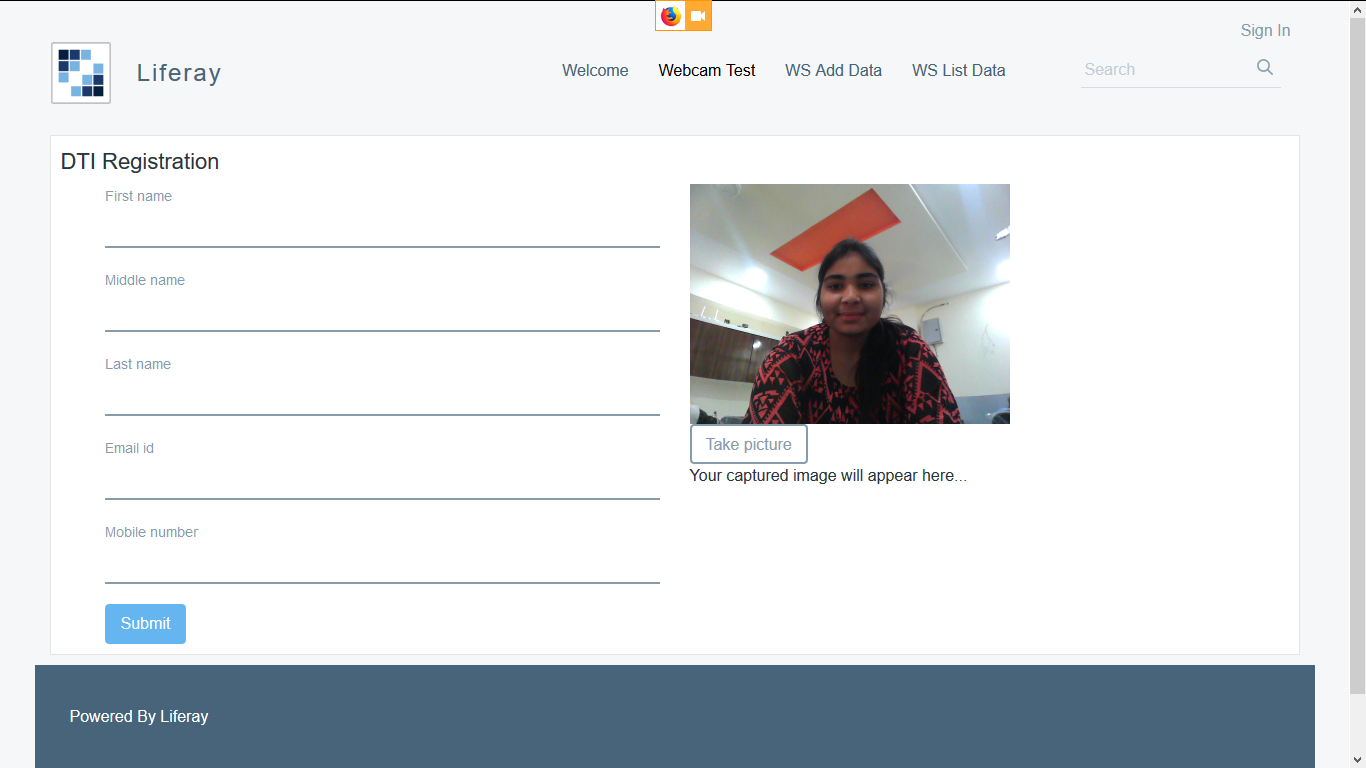 Sign In
Liferay
Welcome
Webcam Test
WS Add Data
WS List Data
Search
DTI Registration
First name
Middle name
Last name
Email id
Mobile number
Submit
Take picture
Your captured image will appear here...
Powered By Liferay